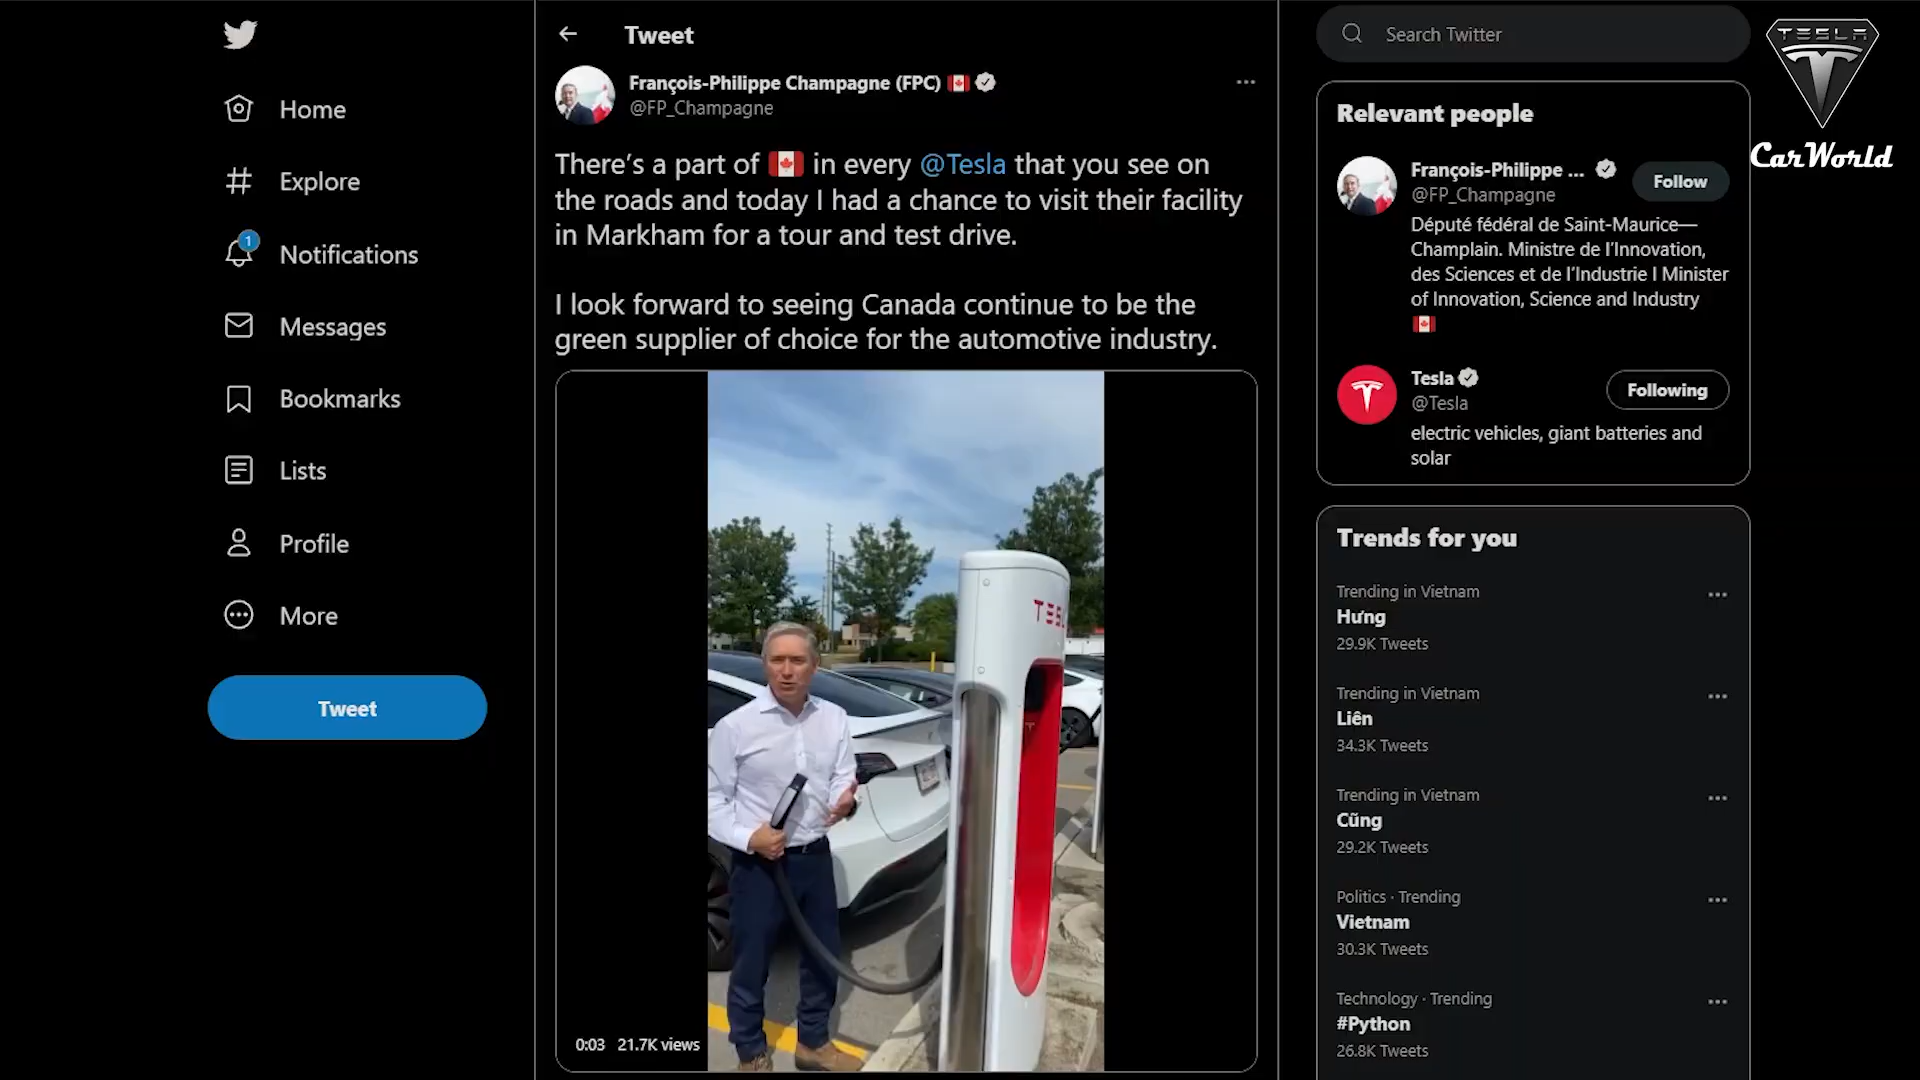 Home
Explore
1
Notifications
Messages
Bookmarks
Lists
Profile
More
Tweet
Tweet
François-Philippe Champagne (FPC) 🇨🇦
@FP_Champagne
There's a part of 🇨🇦 in every @Tesla that you see on
the roads and today I had a chance to visit their facility
in Markham for a tour and test drive.
I look forward to seeing Canada continue to be the
green supplier of choice for the automotive industry.
TESL
0:03 21.7K views
Search Twitter
Relevant people
François-Philippe ...
@FP_Champagne
Follow
Député fédéral de Saint-Maurice—
Champlain. Ministre de l'Innovation,
des Sciences et de l'Industrie I Minister
of Innovation, Science and Industry
🇨🇦
Tesla
@Tesla
Following
electric vehicles, giant batteries and
solar
Trends for you
Trending in Vietnam
Hưng
29.9K Tweets
Trending in Vietnam
Liên
34.3K Tweets
Trending in Vietnam
Cũng
29.2K Tweets
Politics · Trending
Vietnam
30.3K Tweets
Technology · Trending
#Python
26.8K Tweets
TESLA
CarWorld